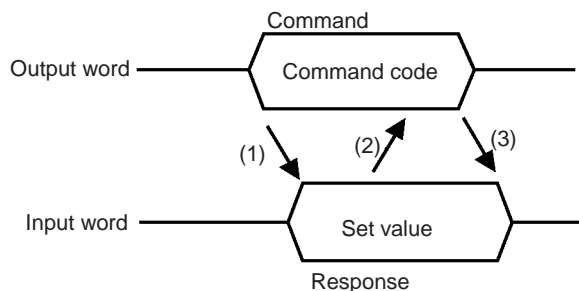 Command
Output word
Command code
(1)
(2)
(3)
Input word
Set value
Response